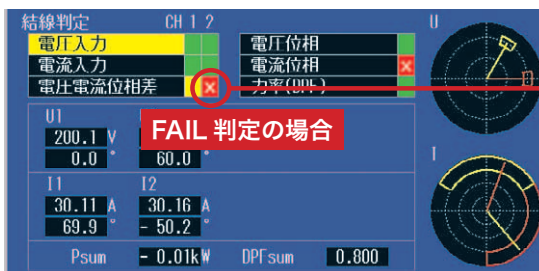 結線判定 CH 1 2 U
電圧入力 電圧位相
電流入力 電流位相
電圧電流位相差 力率(DPF)
U1
200.1 V
0.0 ° 60.0 °
FAIL 判定の場合
I
I1 I2
30.11 A 30.16 A
69.9 ° - 50.2 °
Psum - 0.01kW DPFsum 0.800